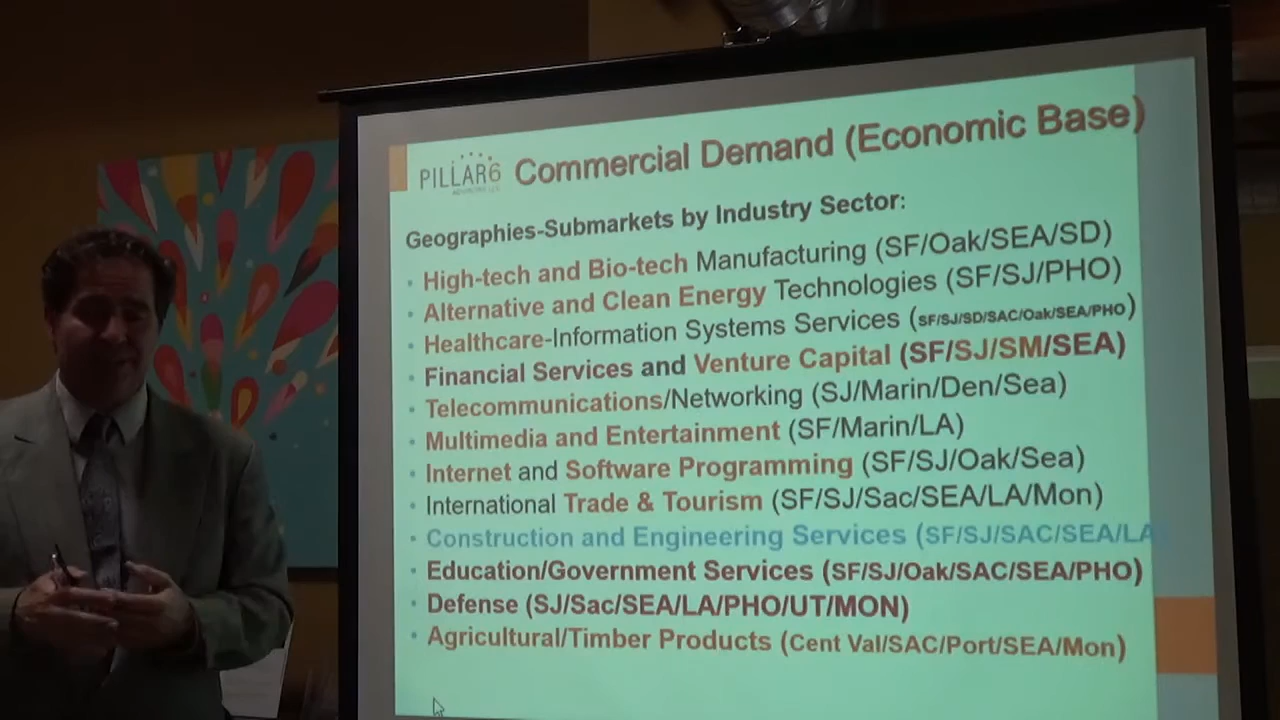 PILLAR6
Commercial Demand (Economic Base)
Geographies-Submarkets by Industry Sector:
High-tech and Bio-tech Manufacturing (SF/Oak/SEA/SD)
Alternative and Clean Energy Technologies (SF/SJ/PHO)
Healthcare-Information Systems Services (SF/SJ/SD/SAC/Oak/SEA/PHO)
Financial Services and Venture Capital (SF/SJ/SM/SEA)
Telecommunications/Networking (SJ/Marin/Den/Sea)
Multimedia and Entertainment (SF/Marin/LA)
Internet and Software Programming (SF/SJ/Oak/Sea)
International Trade & Tourism (SF/SJ/Sac/SEA/LA/Mon)
Construction and Engineering Services (SF/SJ/SAC/SEA/LA
Education/Government Services (SF/SJ/Oak/SAC/SEA/PHO)
Defense (SJ/Sac/SEA/LA/PHO/UT/MON)
Agricultural/Timber Products (Cent Val/SAC/Port/SEA/Mon)